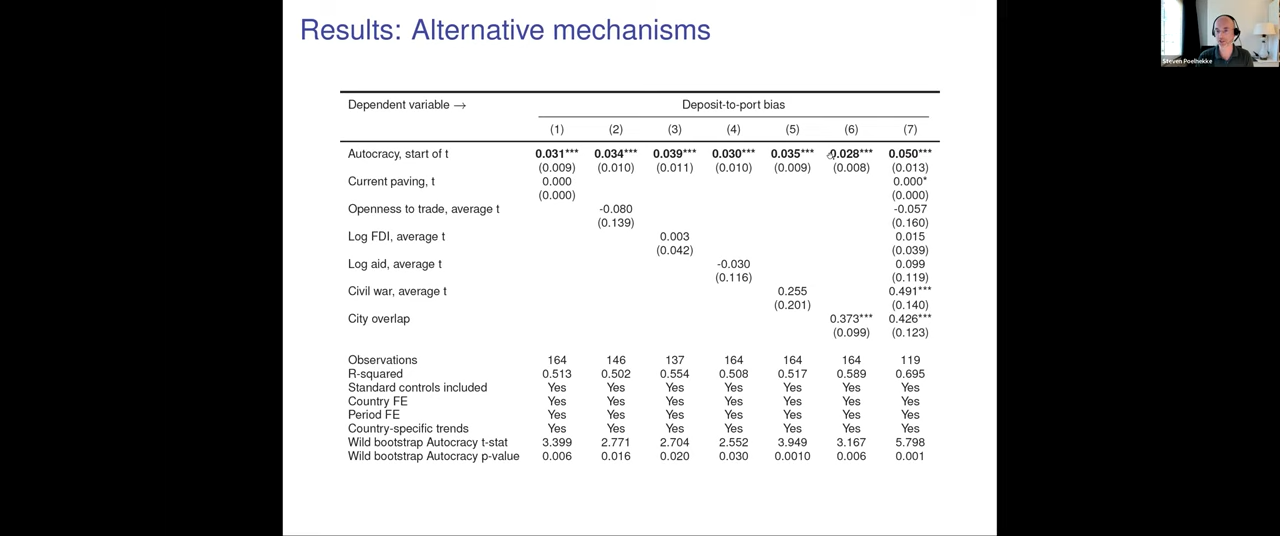 Results: Alternative mechanisms
Steven Poelhekke
Dependent variable → Deposit-to-port bias
(1) (2) (3) (4) (5) (6) (7)
Autocracy, start of t 0.031*** 0.034*** 0.039*** 0.030*** 0.035*** 0.028*** 0.050***
(0.009) (0.010) (0.011) (0.010) (0.009) (0.008) (0.013)
Current paving, t 0.000 0.000*
(0.000) (0.000)
Openness to trade, average t -0.080 -0.057
(0.139) (0.160)
Log FDI, average t 0.003 0.015
(0.042) (0.039)
Log aid, average t -0.030 0.099
(0.116) (0.119)
Civil war, average t 0.255 0.491***
(0.201) (0.140)
City overlap 0.373*** 0.426***
(0.099) (0.123)
Observations 164 146 137 164 164 164 119
R-squared 0.513 0.502 0.554 0.508 0.517 0.589 0.695
Standard controls included Yes Yes Yes Yes Yes Yes Yes
Country FE Yes Yes Yes Yes Yes Yes Yes
Period FE Yes Yes Yes Yes Yes Yes Yes
Country-specific trends Yes Yes Yes Yes Yes Yes Yes
Wild bootstrap Autocracy t-stat 3.399 2.771 2.704 2.552 3.949 3.167 5.798
Wild bootstrap Autocracy p-value 0.006 0.016 0.020 0.030 0.0010 0.006 0.001